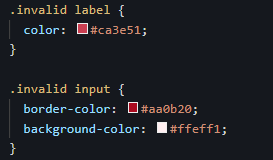 .invalid label {
  color: #ca3e51;
}

.invalid input {
  border-color: #aa0b20;
  background-color: #ffeff1;
}